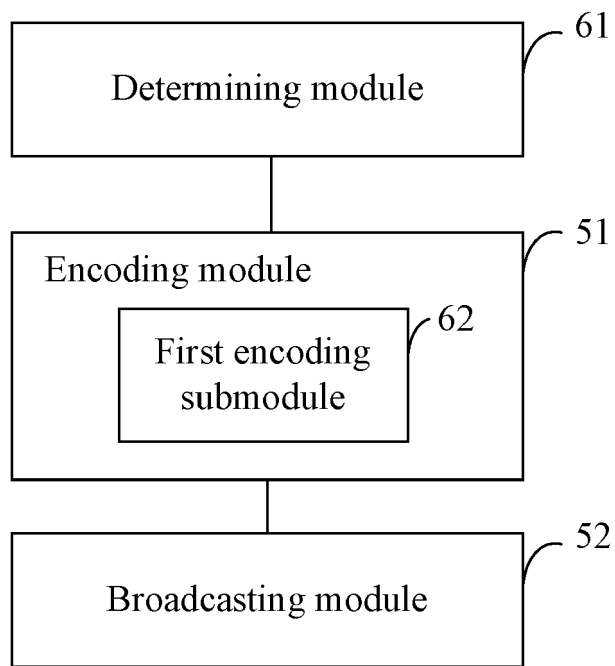 61
Determining module
51
Encoding module
62
First encoding
submodule
52
Broadcasting module